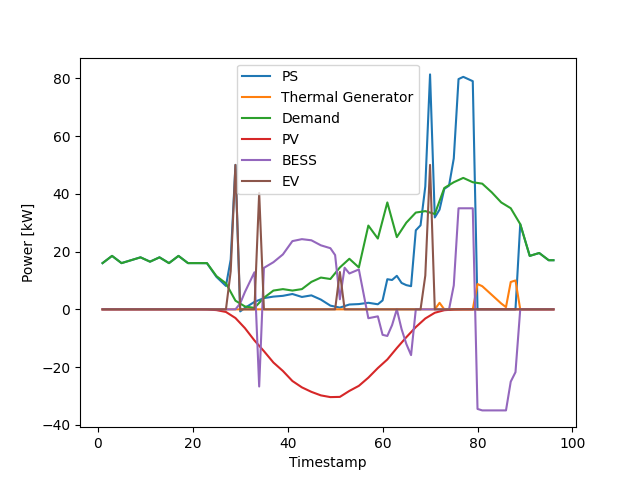 80
60
40
20
0
−20
−40
Power [kW]
PS
Thermal Generator
Demand
PV
BESS
EV
0 20 40 60 80 100
Timestamp